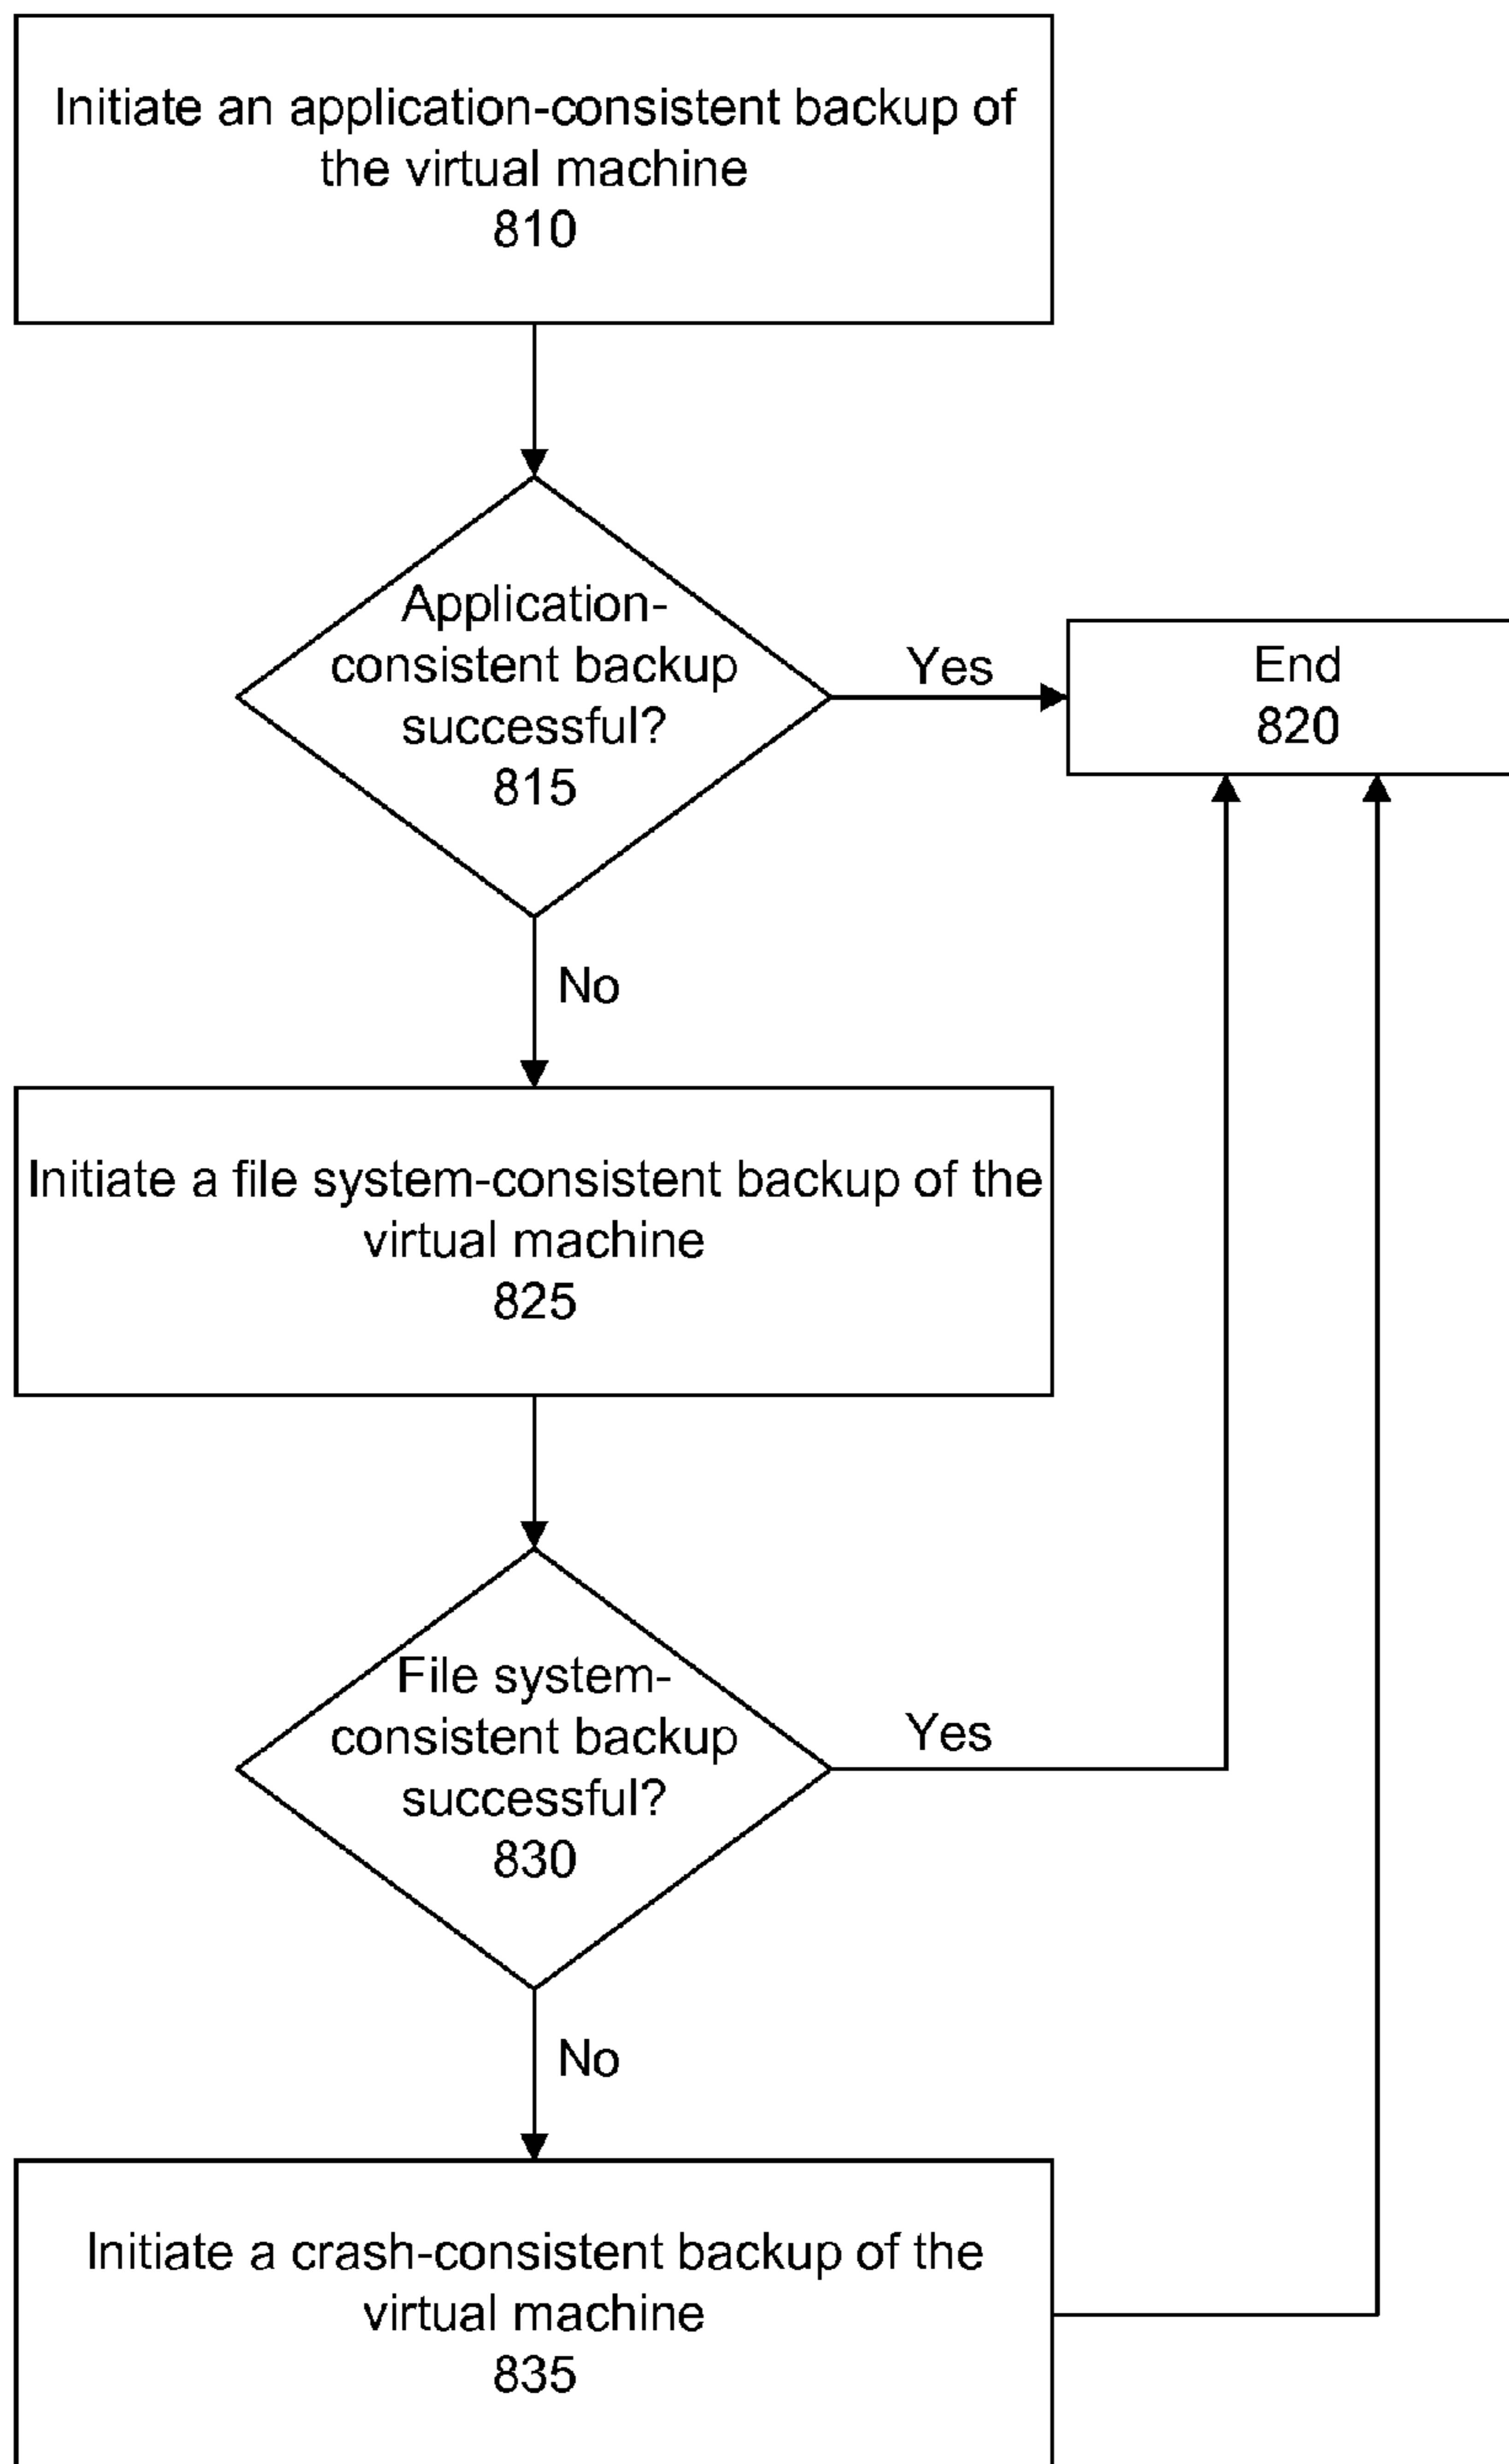 Initiate an application-consistent backup of
the virtual machine
810
Application-
consistent backup
successful?
815
Yes
End
820
No
Initiate a file system-consistent backup of the
virtual machine
825
File system-
consistent backup
successful?
830
Yes
No
Initiate a crash-consistent backup of the
virtual machine
835